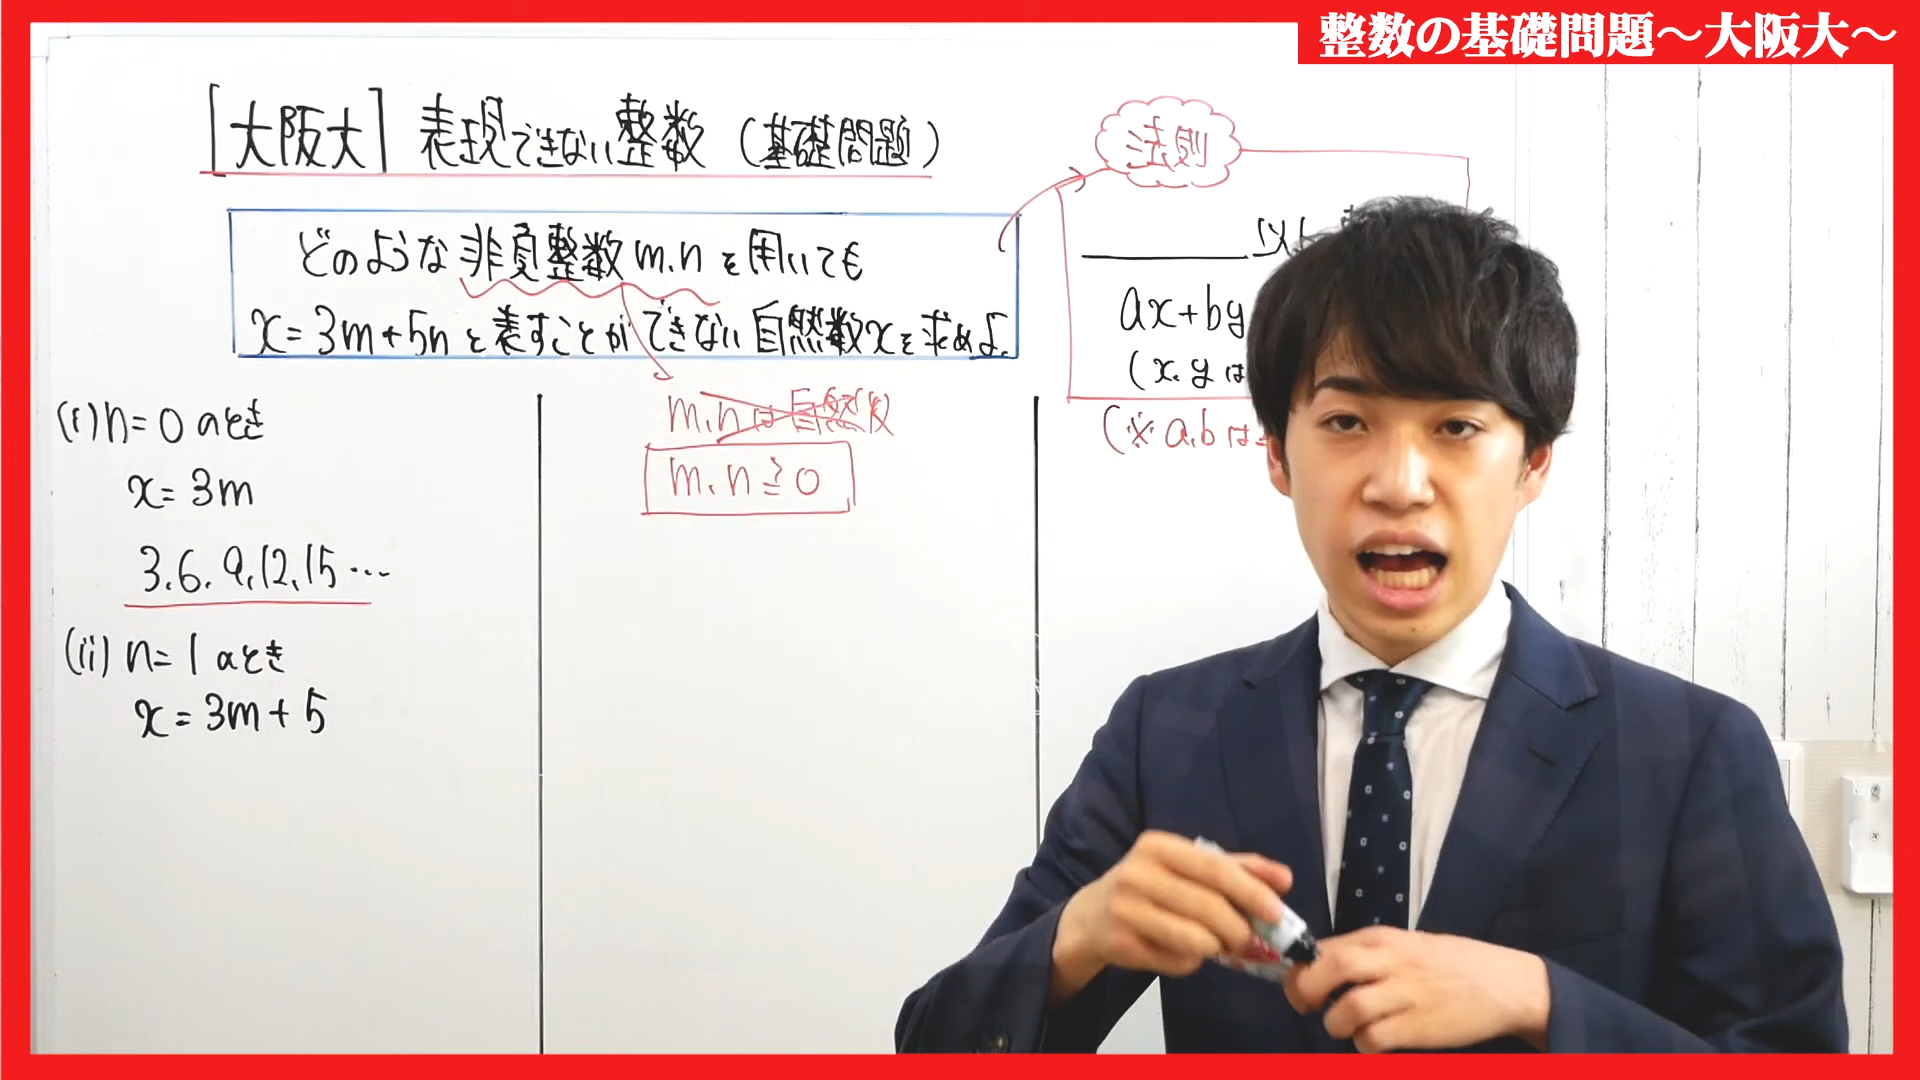 整数の基礎問題～大阪大～
[大阪大] 表現できない整数 (基礎問題)
どのような非負整数m,nを用いても
x=3m+5nと表すことができない自然数xを求めよ.
法則
以上
ax+by
(x,yは
(※a,bは
m,nは自然数
m,n≧0
(i) n=0のとき
x=3m
3,6,9,12,15…
(ii) n=1のとき
x=3m+5